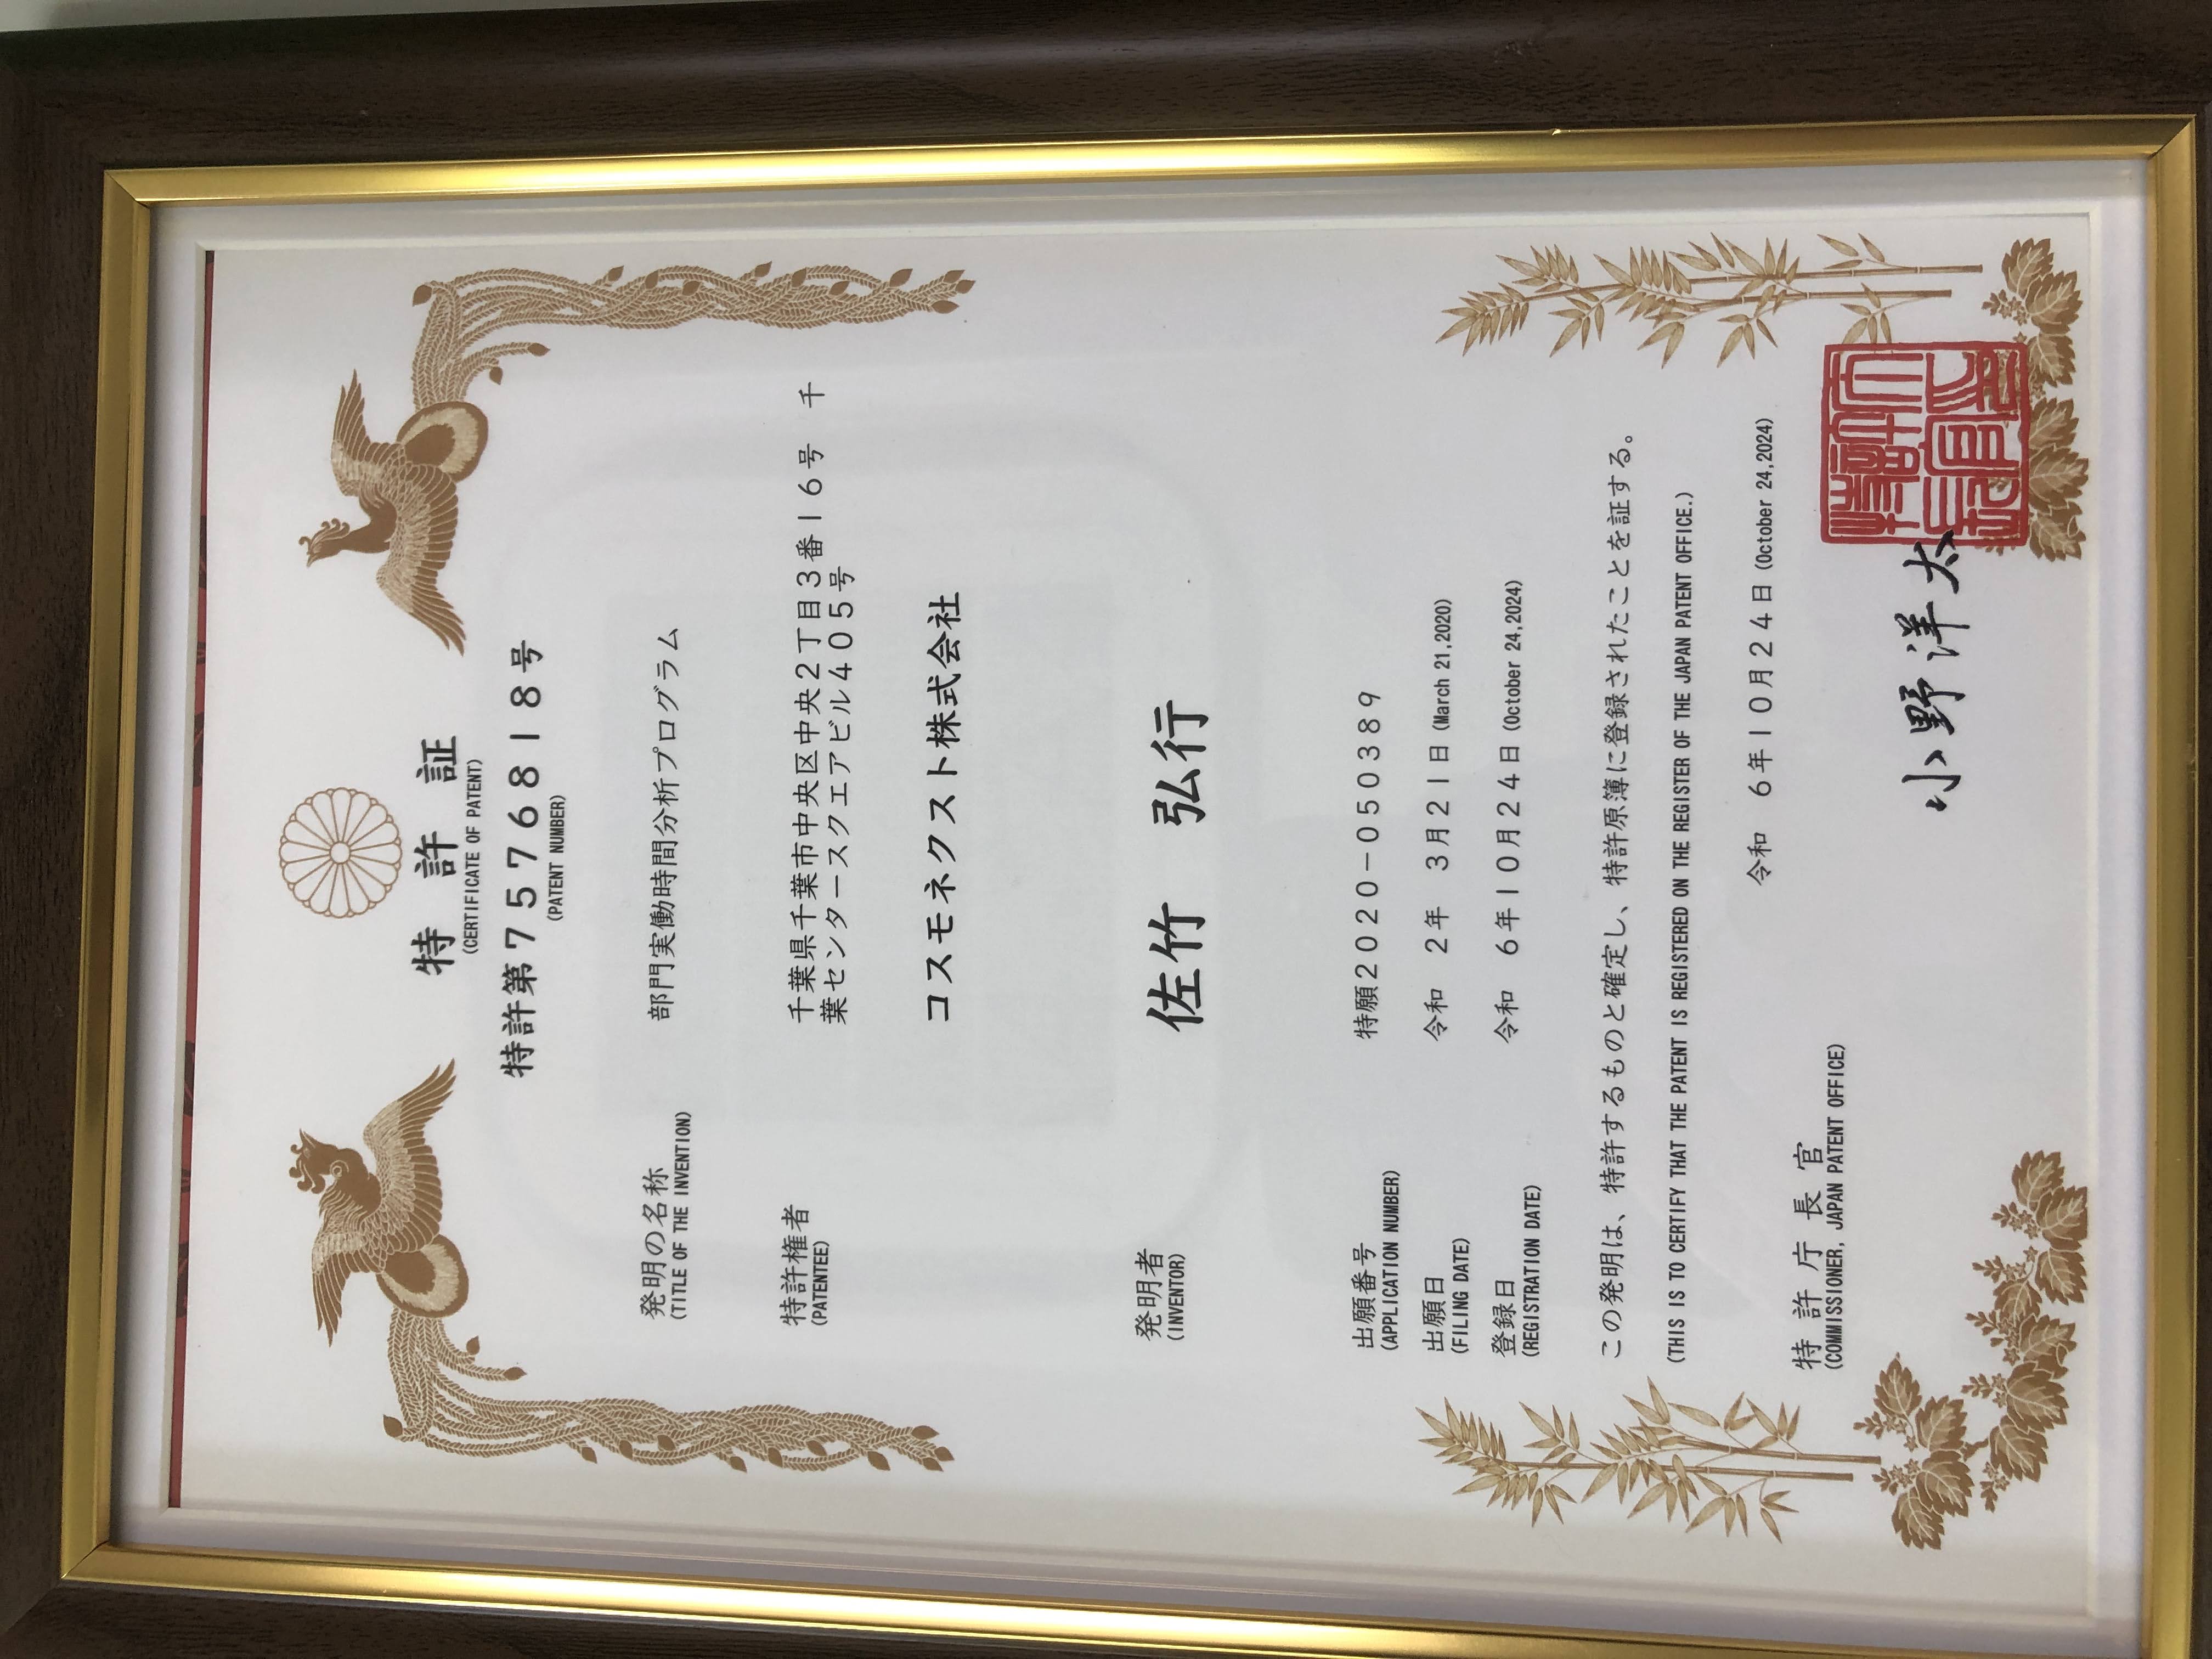 特許証
(CERTIFICATE OF PATENT)
特許第7576818号
(PATENT NUMBER)
発明の名称
(TITLE OF THE INVENTION)
部門実働時間分析プログラム
特許権者
(PATENTEE)
千葉県千葉市中央区中央2丁目3番16号 千
葉センタースクエアビル405号
コスモネクスト株式会社
発明者
(INVENTOR)
佐竹 弘行
出願番号
(APPLICATION NUMBER)
特願2020-050389
出願日
(FILING DATE)
令和 2年 3月21日(March 21,2020)
登録日
(REGISTRATION DATE)
令和 6年10月24日(October 24,2024)
この発明は、特許するものと確定し、特許原簿に登録されたことを証する。
(THIS IS TO CERTIFY THAT THE PATENT IS REGISTERED ON THE REGISTER OF THE JAPAN PATENT OFFICE.)
令和 6年10月24日(October 24,2024)
特許庁長官
(COMMISSIONER, JAPAN PATENT OFFICE)
小野洋太